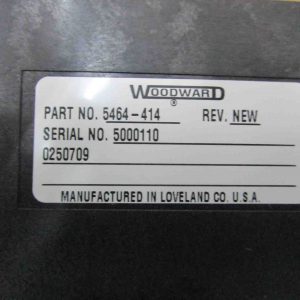 WOODWARD
®
PART NO. 5464-414 REV. NEW
SERIAL NO. 5000110
0250709
MANUFACTURED IN LOVELAND CO. U.S.A.